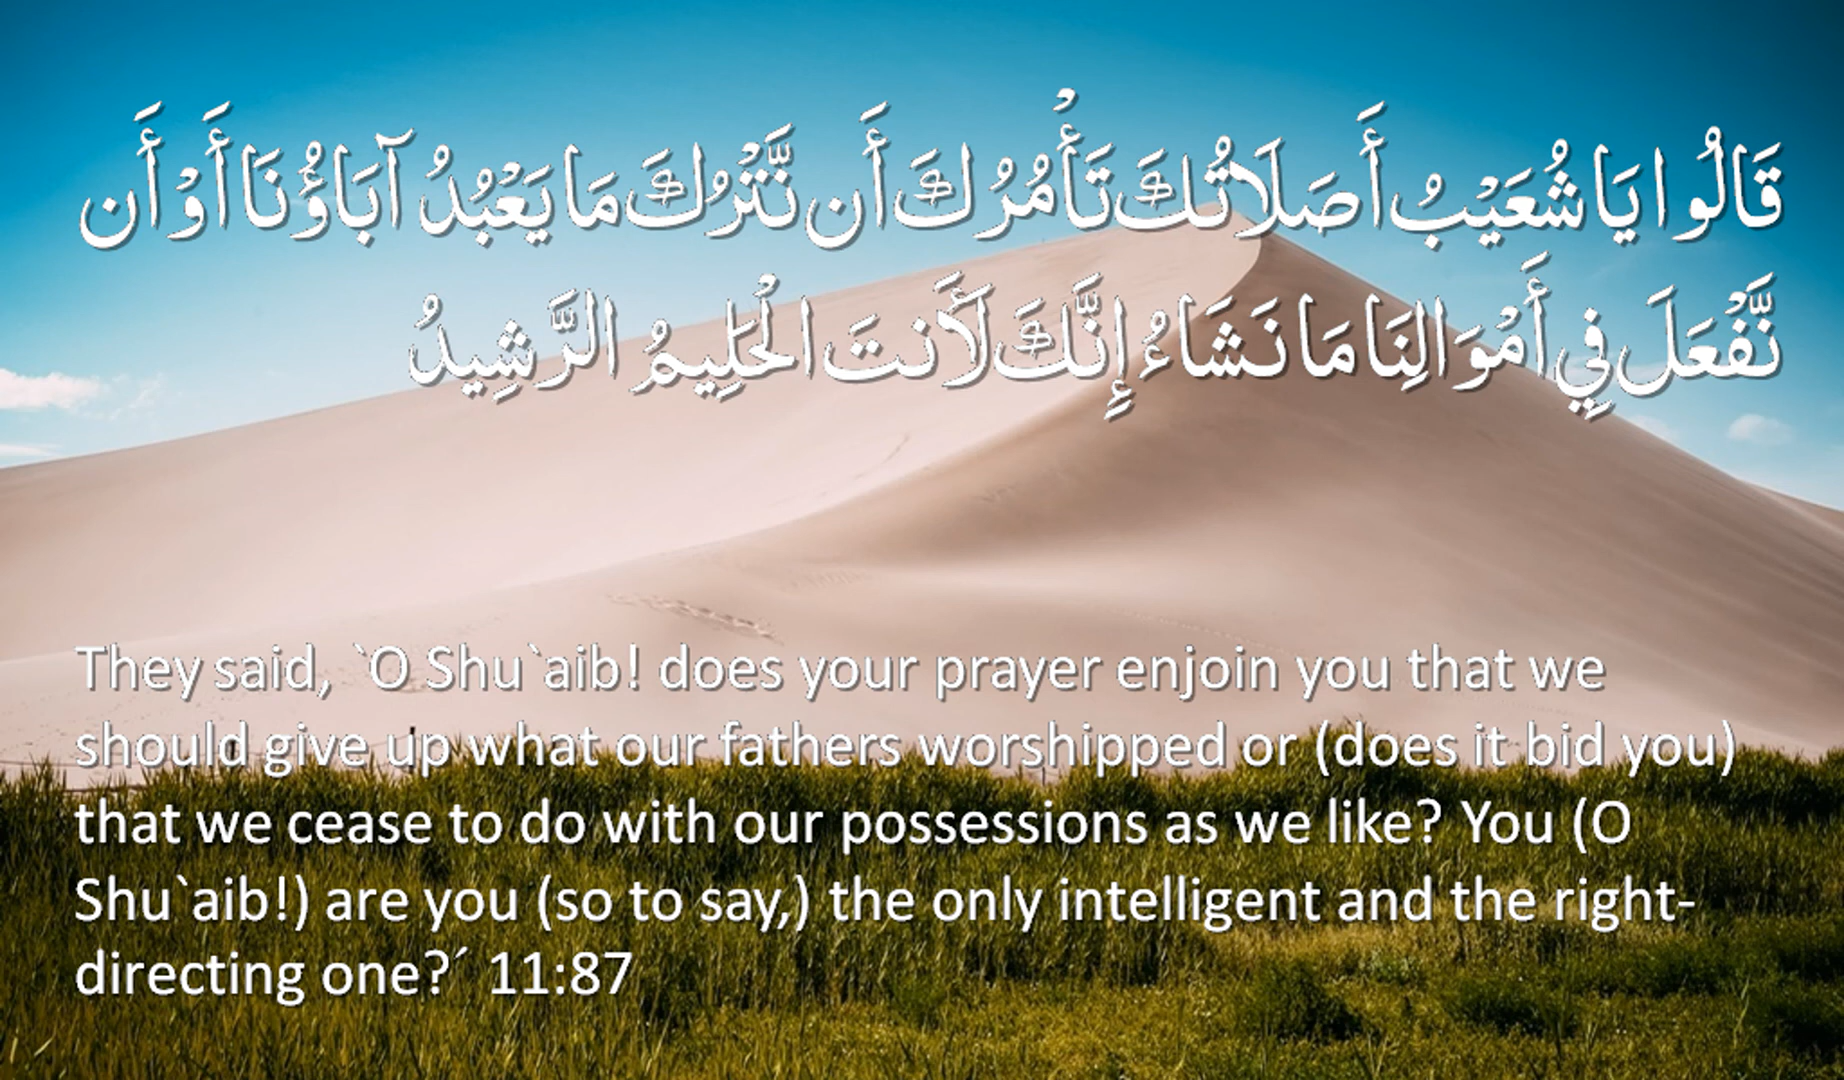 قَالُوا يَا شُعَيْبُ أَصَلَاتُكَ تَأْمُرُكَ أَن نَّتْرُكَ مَا يَعْبُدُ آبَاؤُنَا أَوْ أَن
نَّفْعَلَ فِي أَمْوَالِنَا مَا نَشَاءُ إِنَّكَ لَأَنتَ الْحَلِيمُ الرَّشِيدُ
They said, `O Shu`aib! does your prayer enjoin you that we
should give up what our fathers worshipped or (does it bid you)
that we cease to do with our possessions as we like? You (O
Shu`aib!) are you (so to say,) the only intelligent and the right-
directing one?´ 11:87